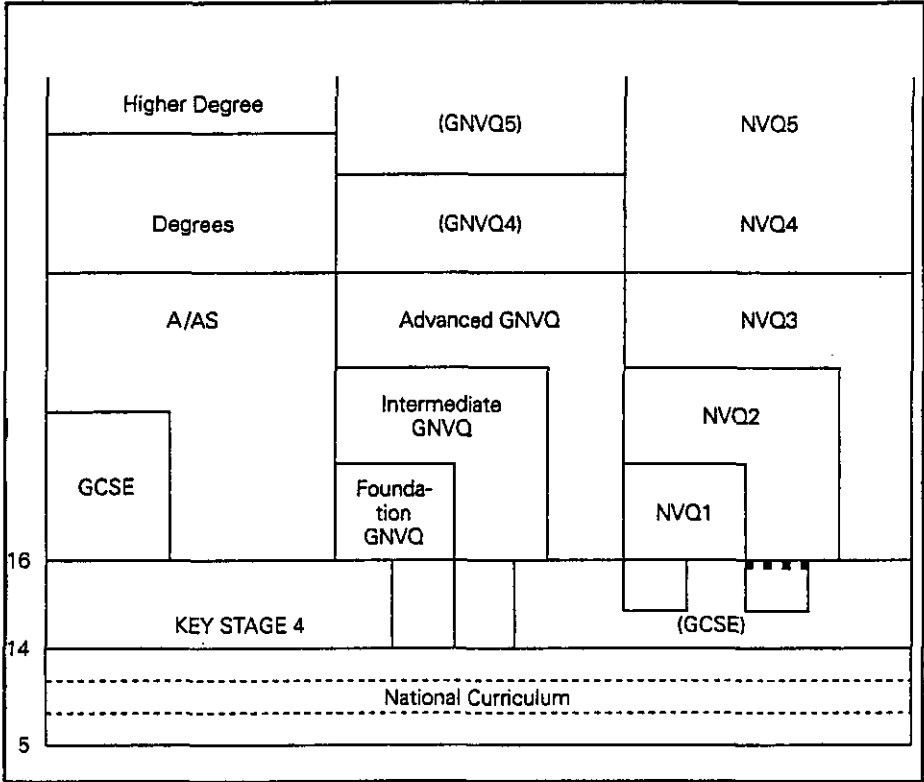 Higher Degree
(GNVQ5)
NVQ5
Degrees
(GNVQ4)
NVQ4
A/AS
Advanced GNVQ
NVQ3
Intermediate
GNVQ
NVQ2
GCSE
Founda-
tion
GNVQ
NVQ1
16
KEY STAGE 4
(GCSE)
14
National Curriculum
5